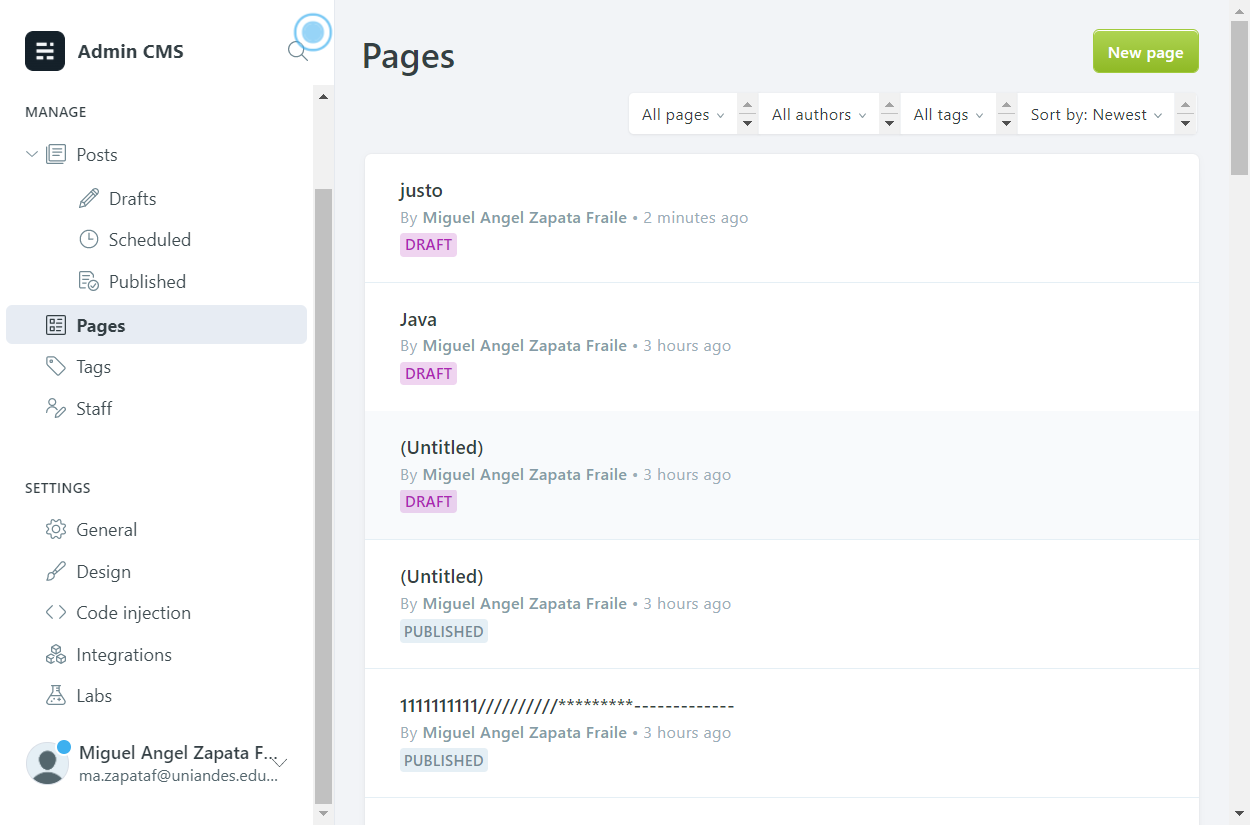 Admin CMS
MANAGE
Posts
Drafts
Scheduled
Published
Pages
Tags
Staff
SETTINGS
General
Design
Code injection
Integrations
Labs
Miguel Angel Zapata F...
ma.zapataf@uniandes.edu...
Pages
New page
All pages
All authors
All tags
Sort by: Newest
justo
By Miguel Angel Zapata Fraile • 2 minutes ago
DRAFT
Java
By Miguel Angel Zapata Fraile • 3 hours ago
DRAFT
(Untitled)
By Miguel Angel Zapata Fraile • 3 hours ago
DRAFT
(Untitled)
By Miguel Angel Zapata Fraile • 3 hours ago
PUBLISHED
1111111111//////////*********-------------
By Miguel Angel Zapata Fraile • 3 hours ago
PUBLISHED